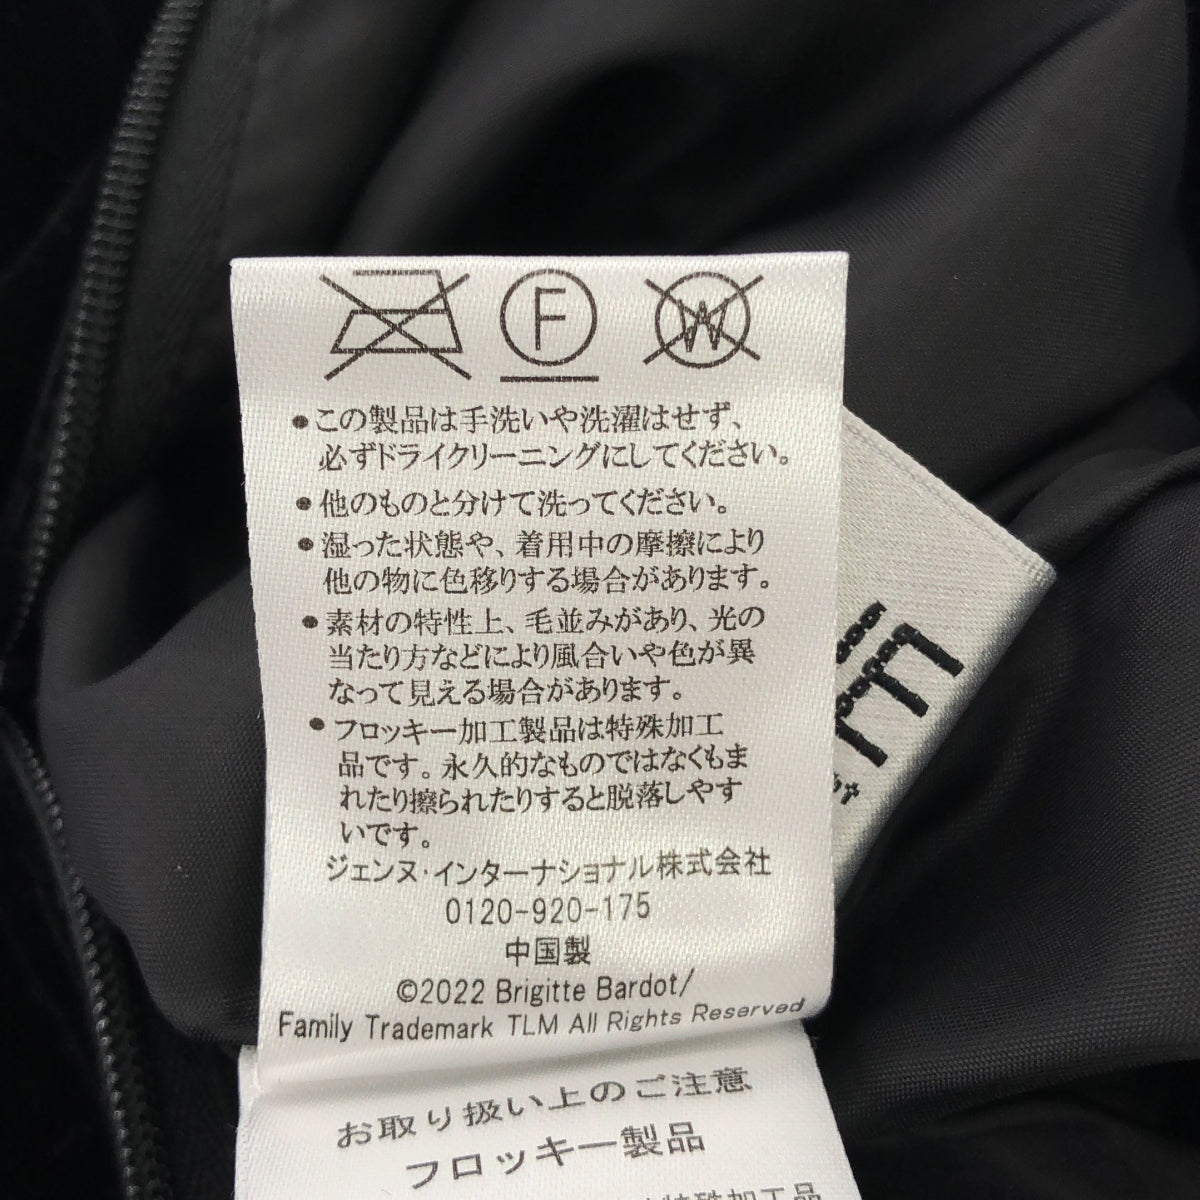 F
W
●この製品は手洗いや洗濯はせず、
必ずドライクリーニングにしてください。
●他のものと分けて洗ってください。
●湿った状態や、着用中の摩擦により
他の物に色移りする場合があります。
●素材の特性上、毛並みがあり、光の
当たり方などにより風合いや色が異
なって見える場合があります。
●フロッキー加工製品は特殊加工
品です。永久的なものではなくもま
れたり擦られたりすると脱落しやす
いです。
ジェンヌ・インターナショナル株式会社
0120-920-175
中国製
©2022 Brigitte Bardot/
Family Trademark TLM All Rights Reserved
お取り扱い上のご注意
フロッキー製品
特殊加工品